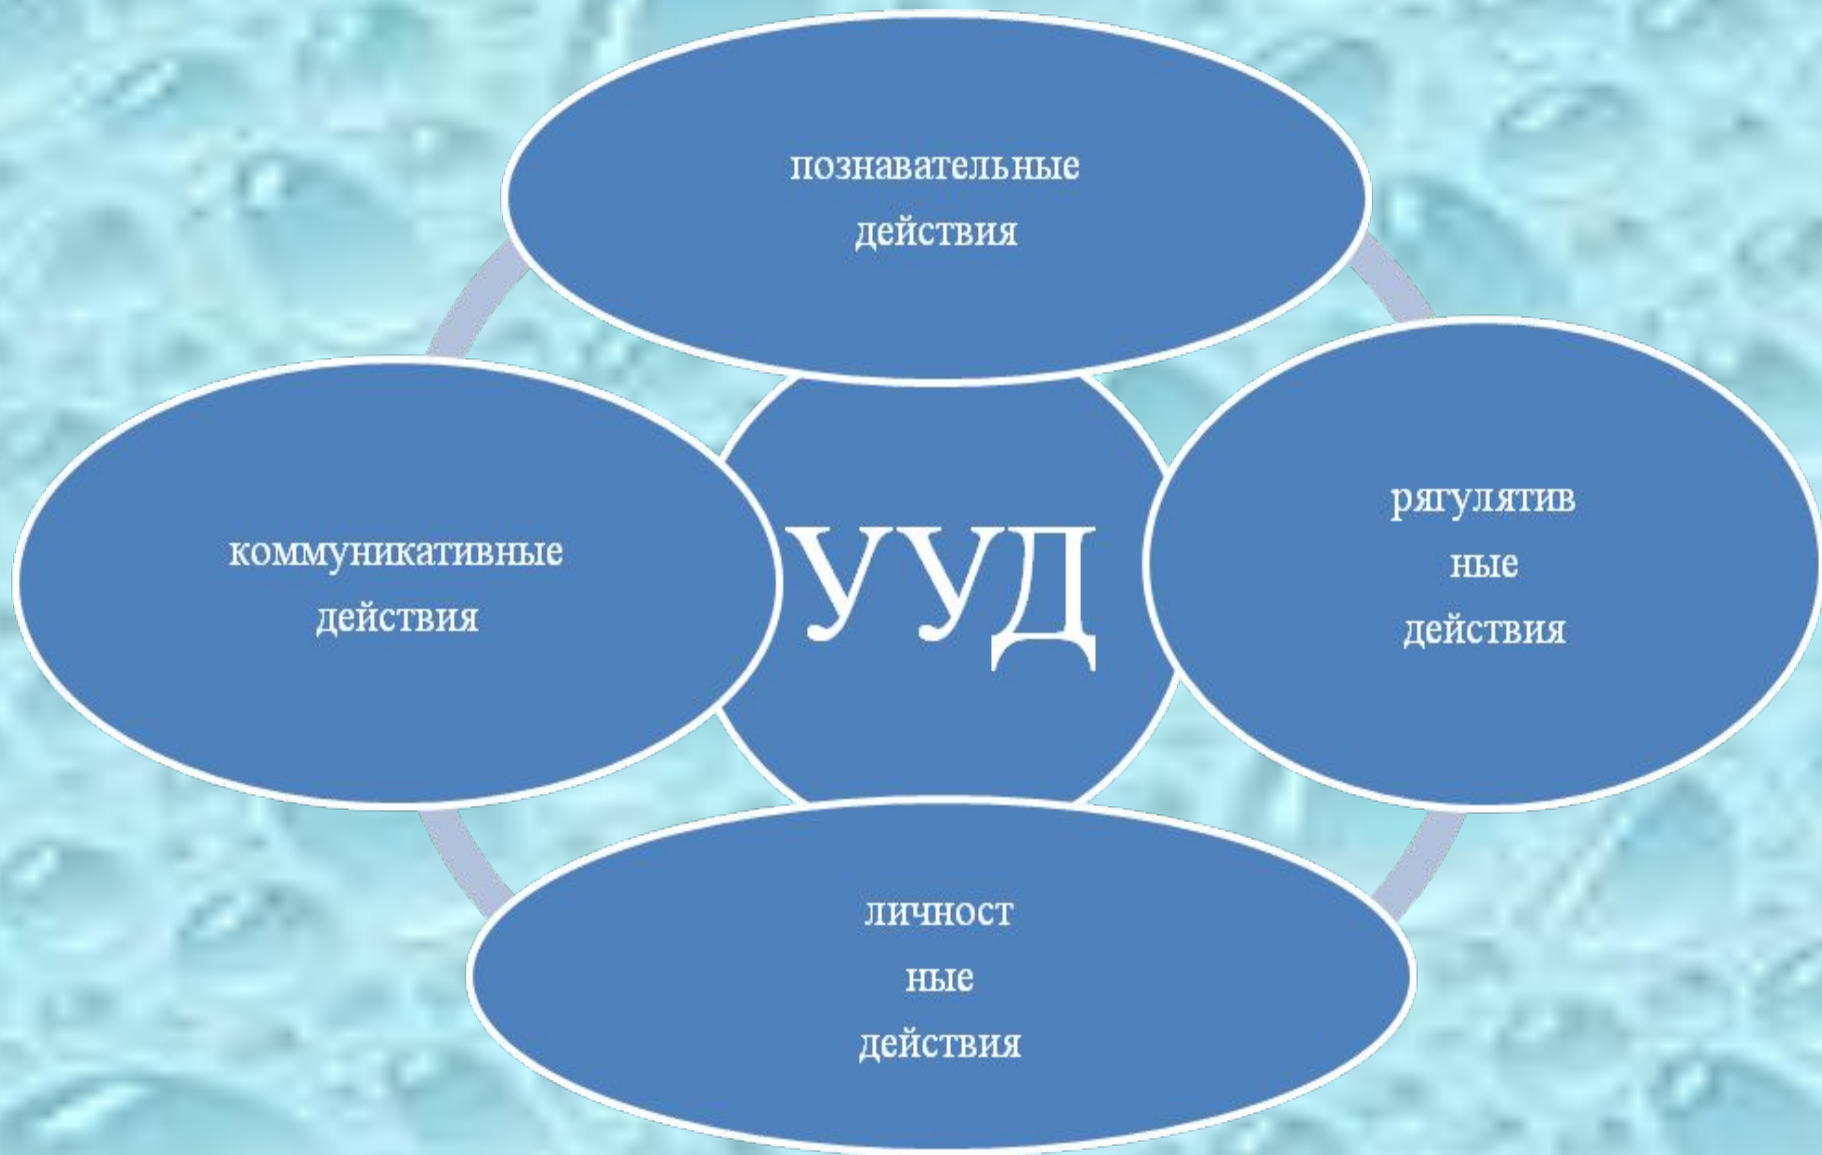 познавательные
действия
коммуникативные
действия
УУД
рягулятив
ные
действия
личност
ные
действия